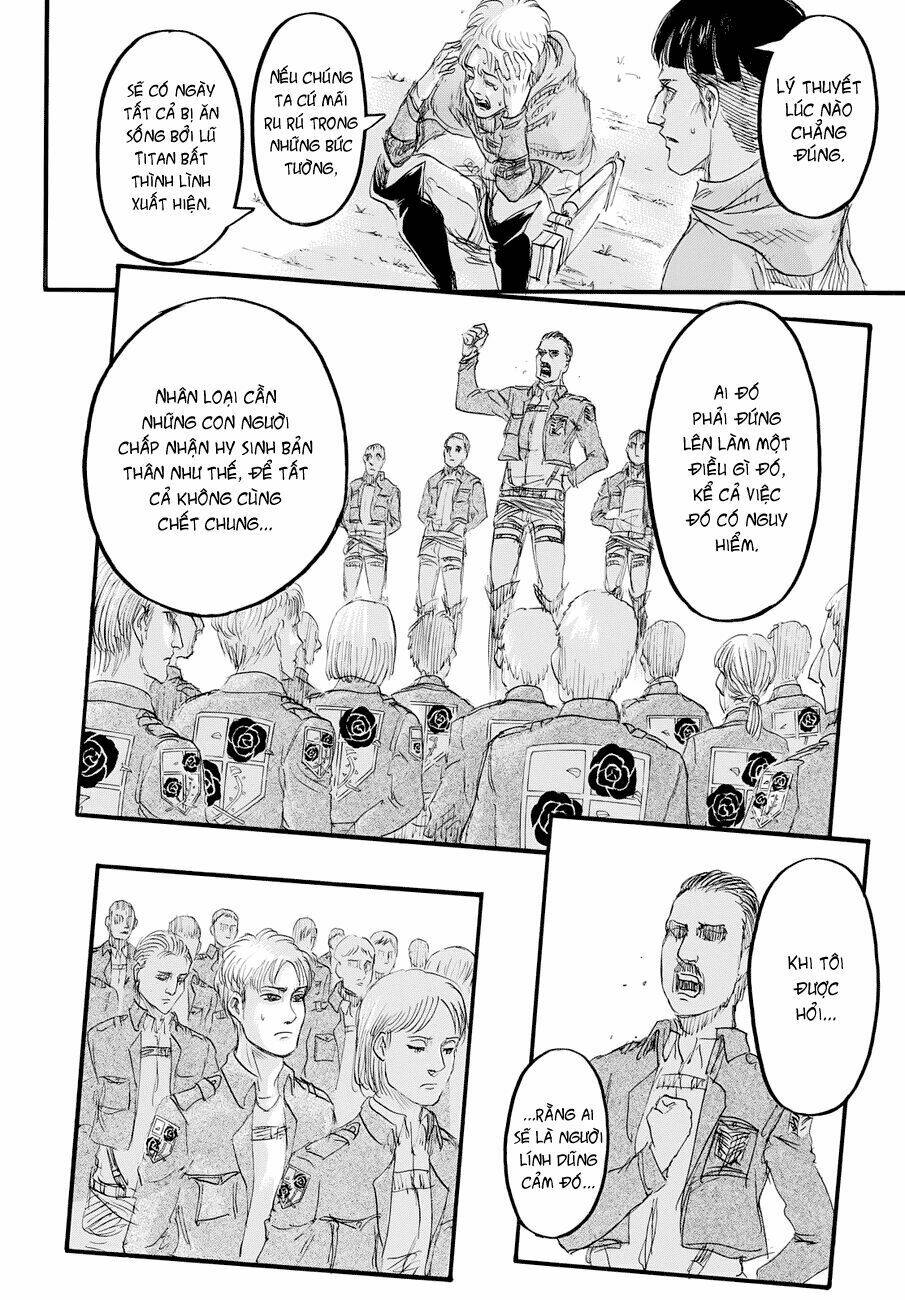 LÝ THUYẾT
LÚC NÀO
CHẲNG
ĐÚNG.
NẾU CHÚNG
TA CỨ MÃI
RU RÚ TRONG
NHỮNG BỨC
TƯỜNG,
SẼ CÓ NGÀY
TẤT CẢ BỊ ĂN
SỐNG BỞI LŨ
TITAN BẤT
THÌNH LÌNH
XUẤT HIỆN.
AI ĐÓ
PHẢI ĐỨNG
LÊN LÀM MỘT
ĐIỀU GÌ ĐÓ,
KỂ CẢ VIỆC
ĐÓ CÓ NGUY
HIỂM.
NHÂN LOẠI CẦN
NHỮNG CON NGƯỜI
CHẤP NHẬN HY SINH BẢN
THÂN NHƯ THẾ, ĐỂ TẤT
CẢ KHÔNG CÙNG
CHẾT CHUNG...
KHI TÔI
ĐƯỢC
HỎI...
...RẰNG AI
SẼ LÀ NGƯỜI
LÍNH DŨNG
CẢM ĐÓ...